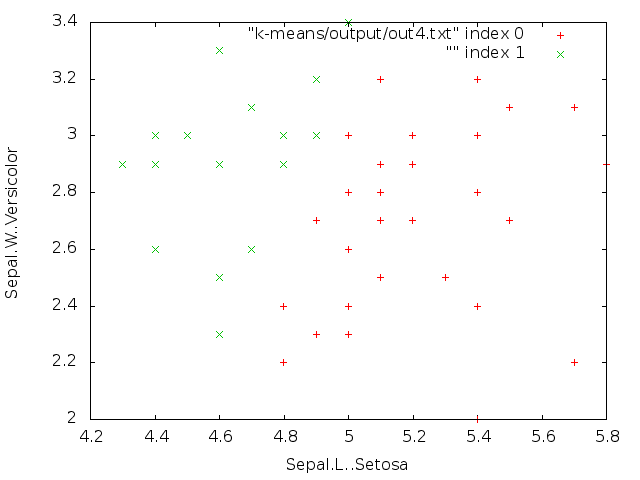 "k-means/output/out4.txt" index 0
"" index 1
3.4
3.2
3
2.8
2.6
2.4
2.2
2
Sepal.W..Versicolor
4.2 4.4 4.6 4.8 5 5.2 5.4 5.6 5.8
Sepal.L..Setosa